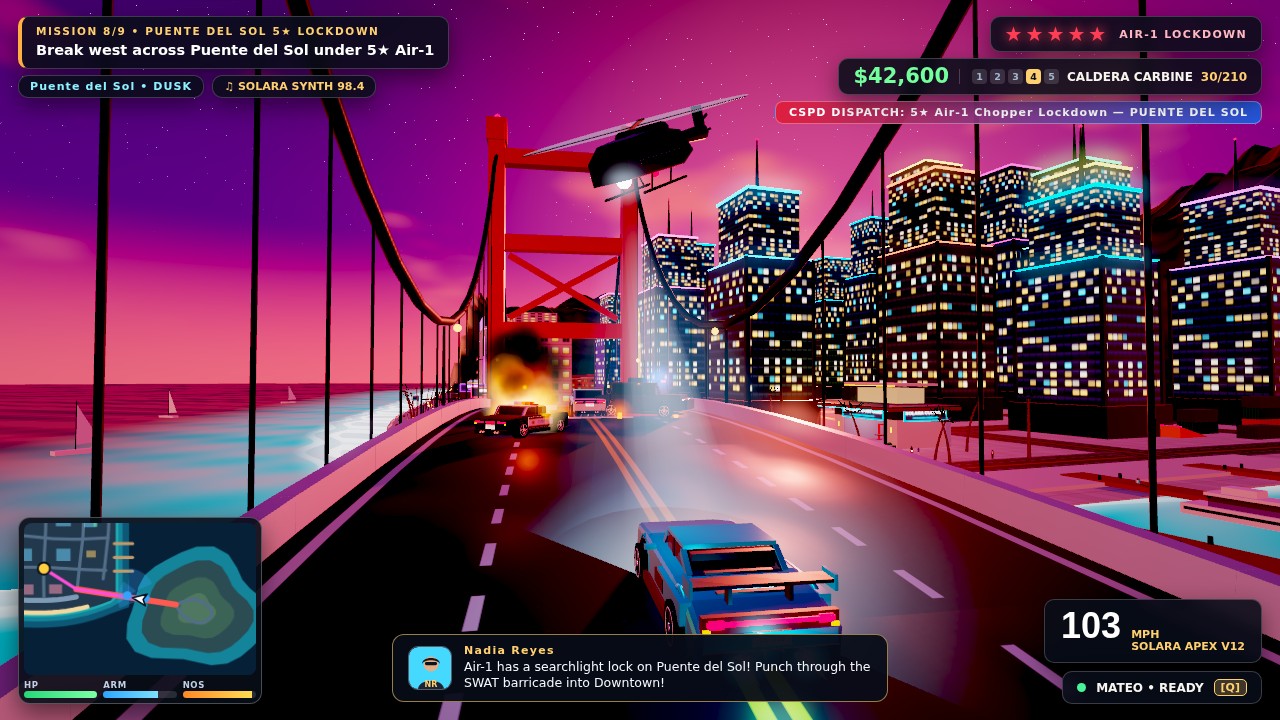 MISSION 8/9 • PUENTE DEL SOL 5★ LOCKDOWN
Break west across Puente del Sol under 5★ Air-1
Puente del Sol • DUSK
♫ SOLARA SYNTH 98.4
★★★★★ AIR-1 LOCKDOWN
$42,600 1 2 3 4 5 CALDERA CARBINE 30/210
CSPD DISPATCH: 5★ Air-1 Chopper Lockdown — PUENTE DEL SOL
HP ARM NOS
NR
Nadia Reyes
Air-1 has a searchlight lock on Puente del Sol! Punch through the
SWAT barricade into Downtown!
103 MPH
SOLARA APEX V12
MATEO • READY [Q]